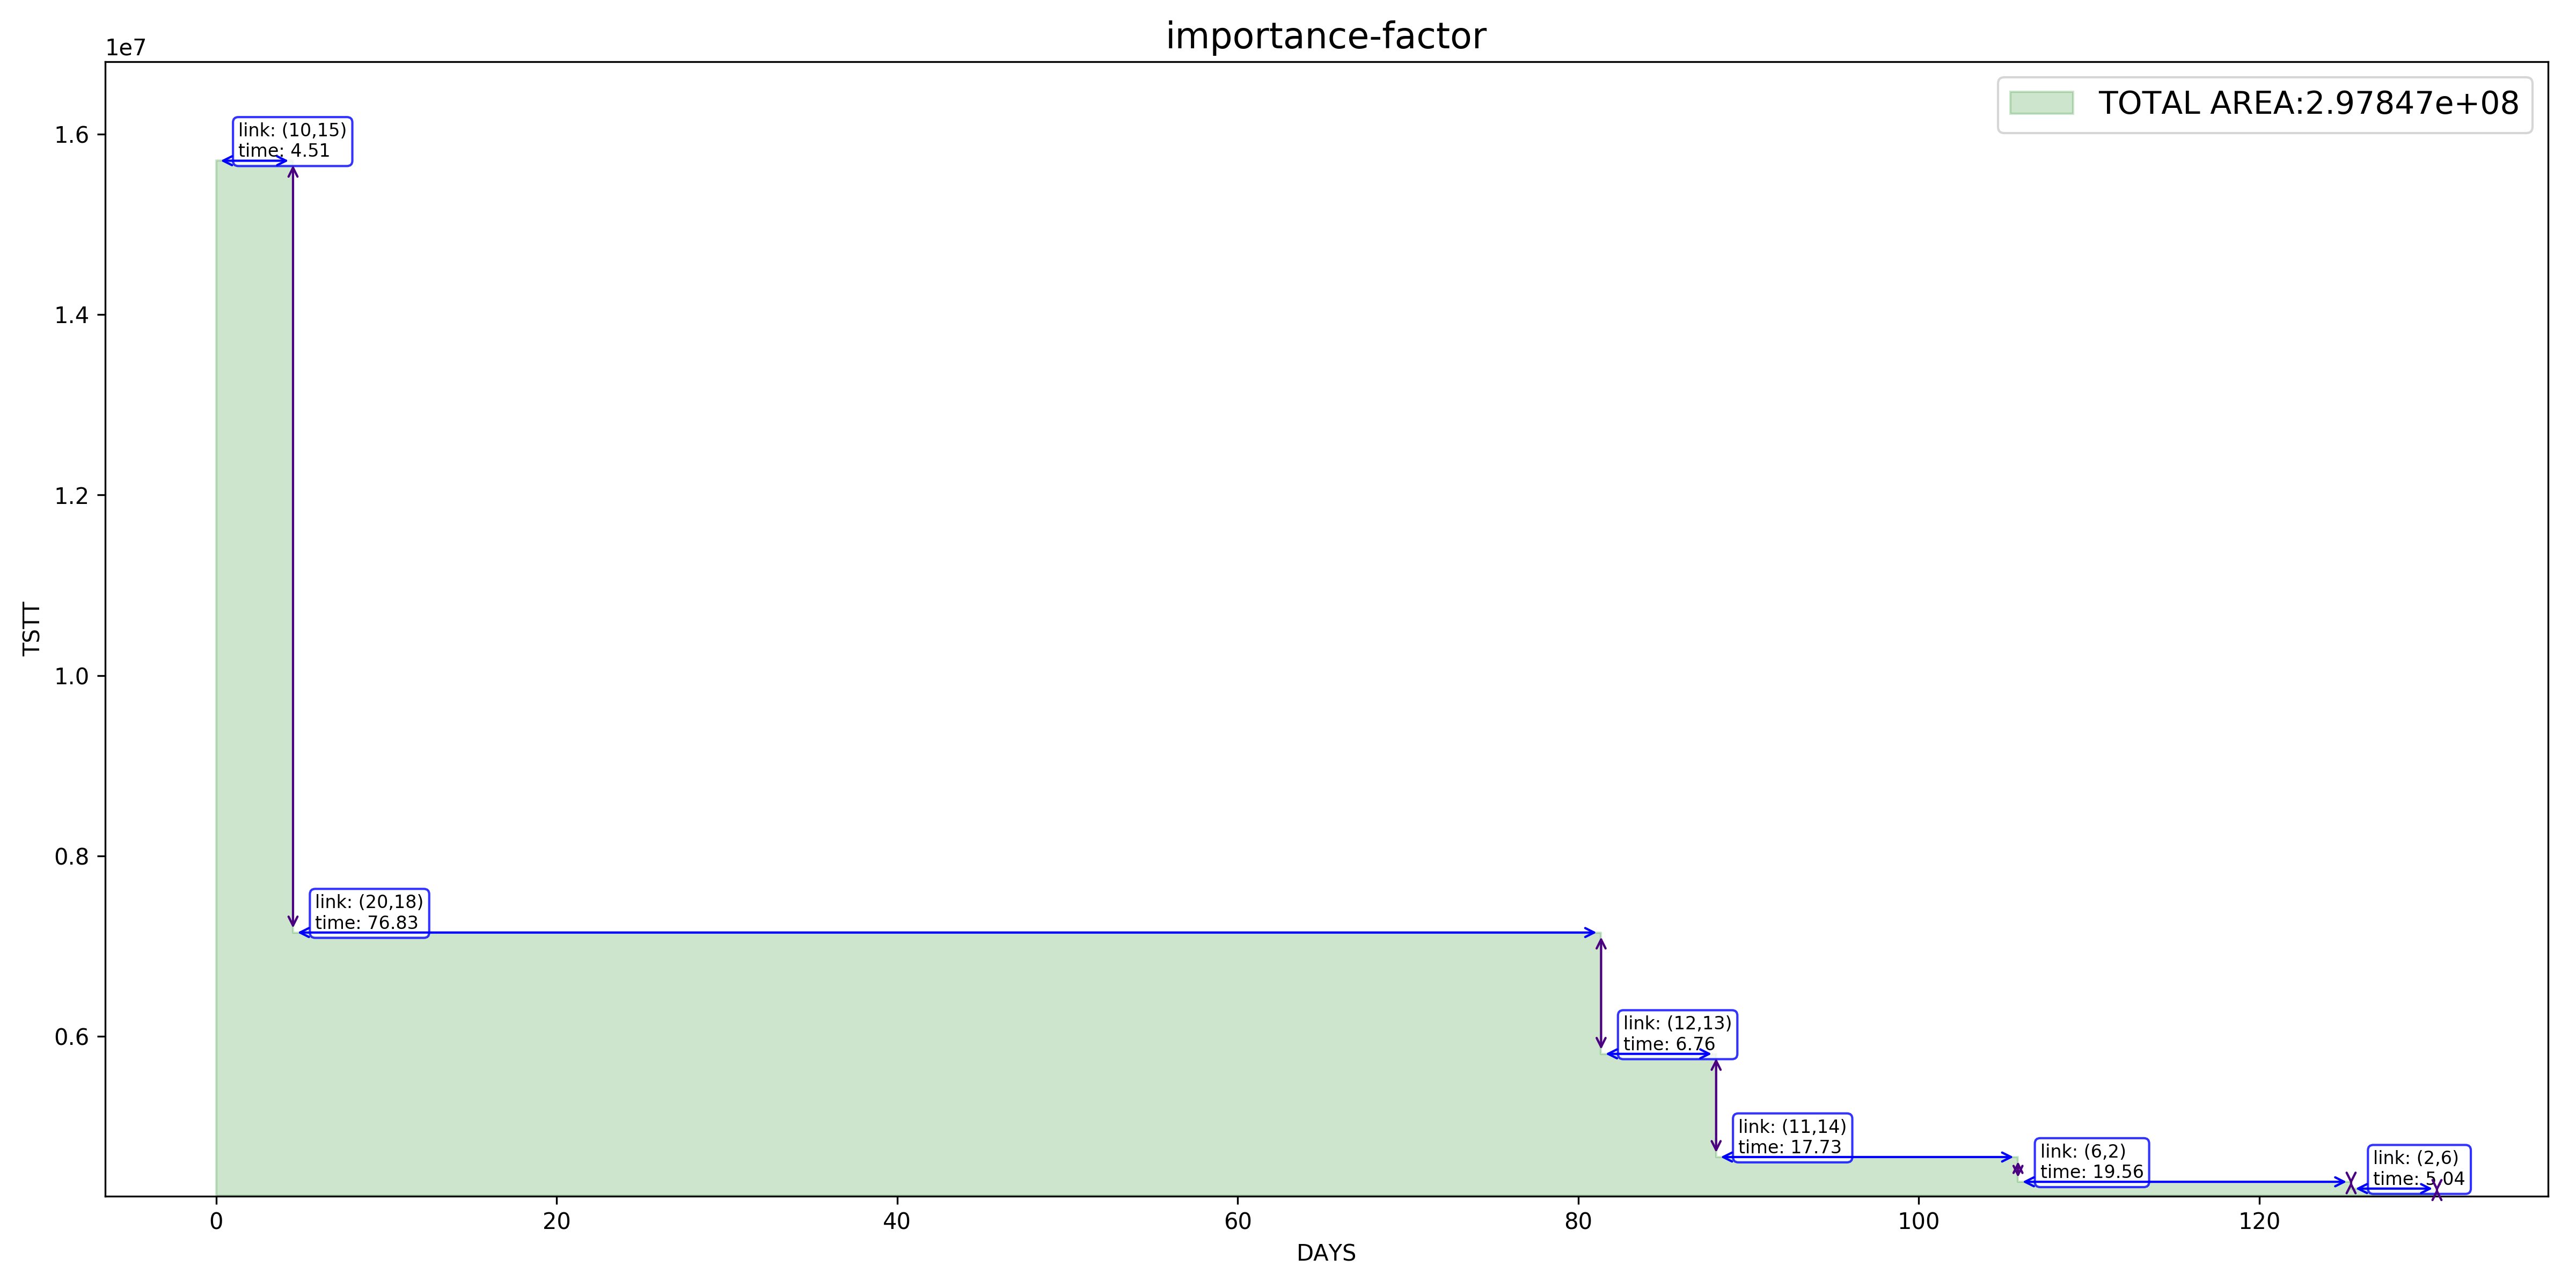 importance-factor
1e7
TOTAL AREA:2.97847e+08
1.6
1.4
1.2
1.0
0.8
0.6
TSTT
link: (10,15)
time: 4.51
link: (20,18)
time: 76.83
link: (12,13)
time: 6.76
link: (11,14)
time: 17.73
link: (6,2)
time: 19.56
link: (2,6)
time: 5.04
0
20
40
60
80
100
120
DAYS